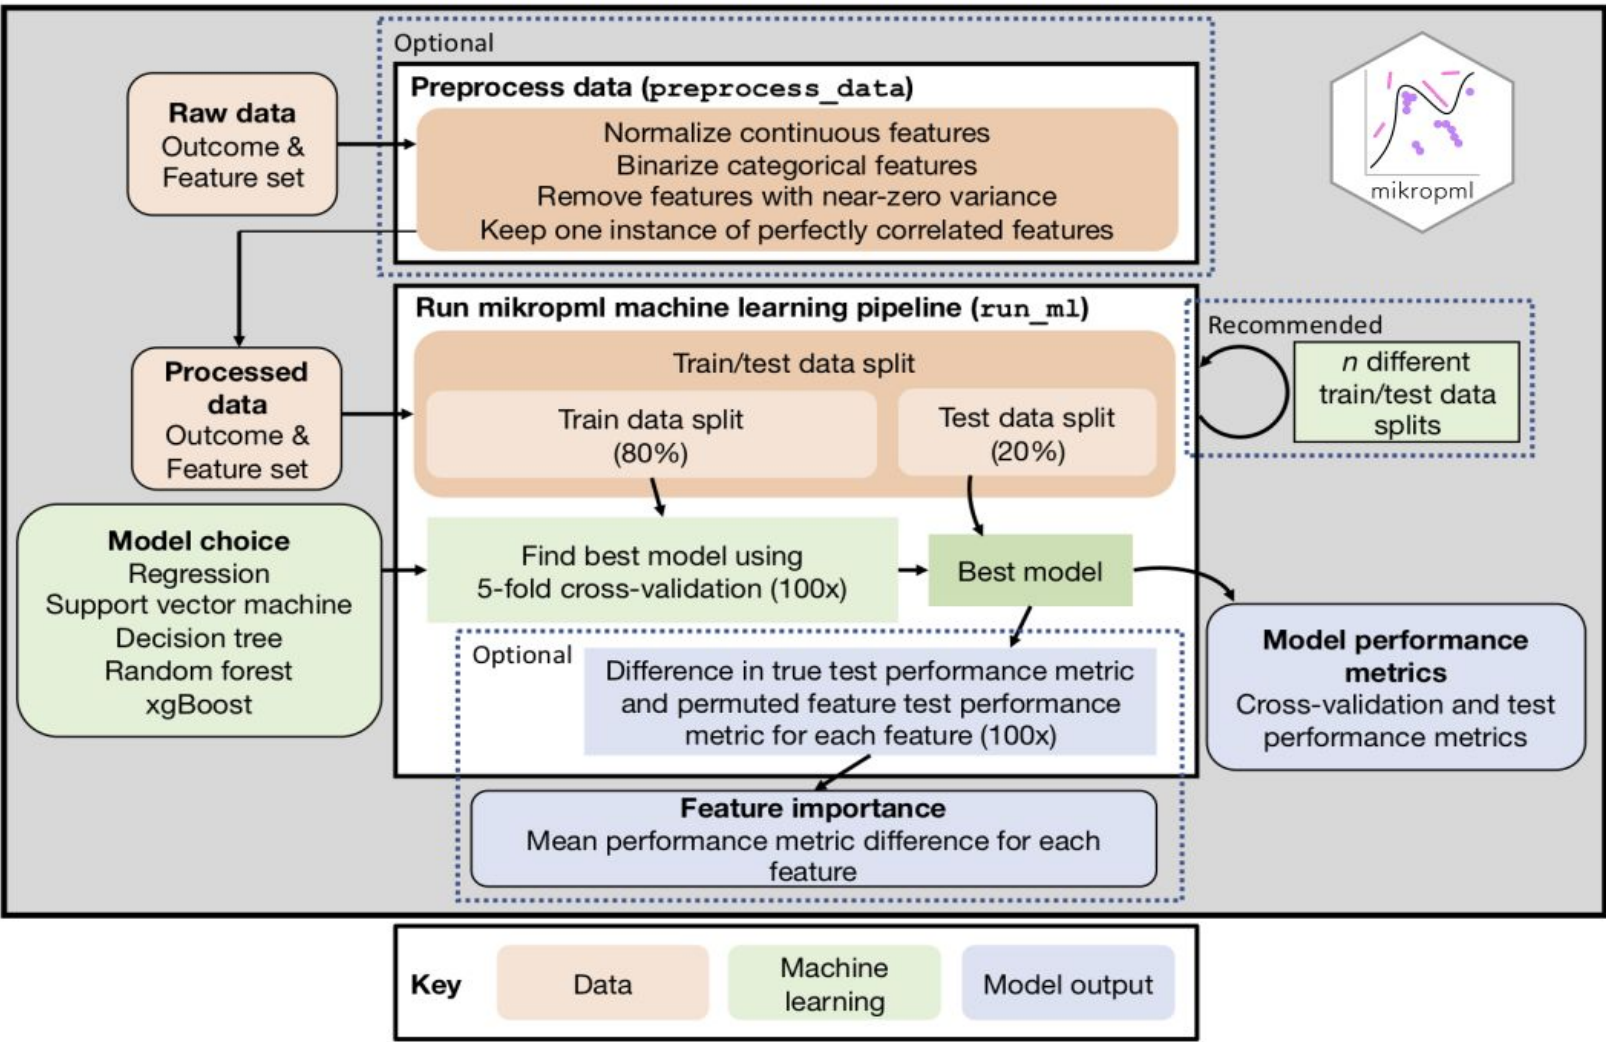 Optional
Preprocess data (preprocess_data)
Raw data
Outcome &
Feature set
Normalize continuous features
Binarize categorical features
Remove features with near-zero variance
Keep one instance of perfectly correlated features
mikropml
Run mikropml machine learning pipeline (run_ml)
Recommended
n different
train/test data
splits
Processed
data
Outcome &
Feature set
Train/test data split
Train data split
(80%)
Test data split
(20%)
Model choice
Regression
Support vector machine
Decision tree
Random forest
xgBoost
Find best model using
5-fold cross-validation (100x)
Best model
Optional
Difference in true test performance metric
and permuted feature test performance
metric for each feature (100x)
Model performance
metrics
Cross-validation and test
performance metrics
Feature importance
Mean performance metric difference for each
feature
Key
Data
Machine
learning
Model output